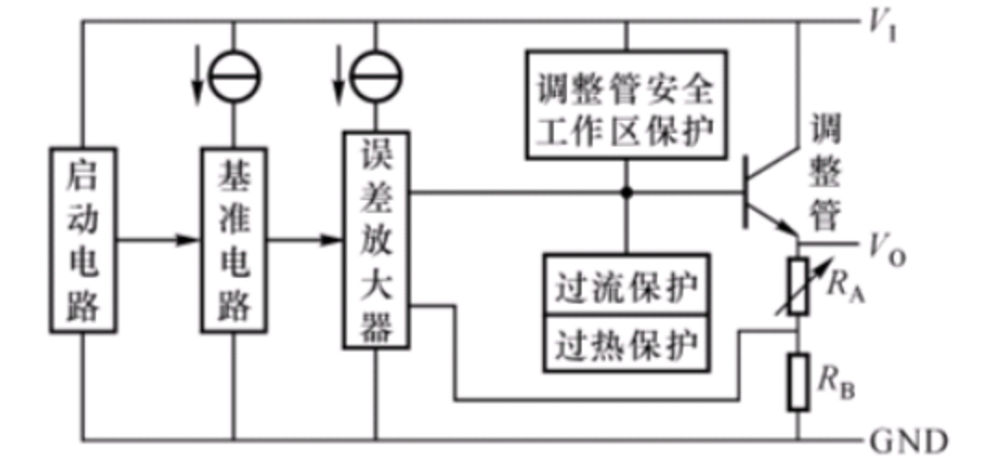 V1
调整管安全
工作区保护
调整管
启动电路
基准电路
误差放大器
VO
过流保护
过热保护
RA
RB
GND